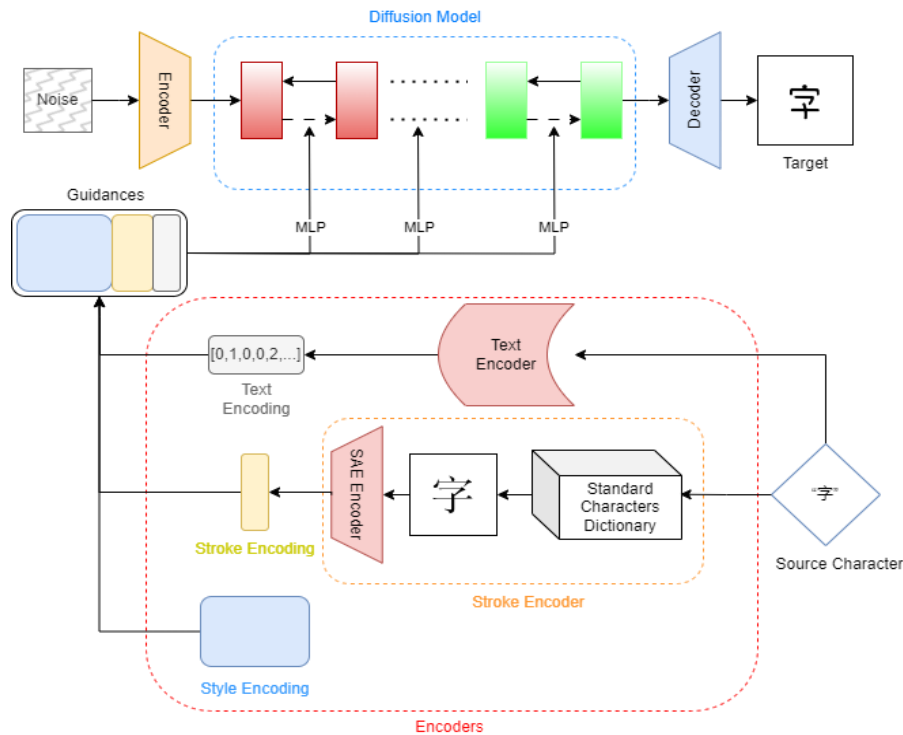 Diffusion Model
Noise
Encoder
Decoder
字
Target
Guidances
MLP
MLP
MLP
[0,1,0,0,2,...]
Text
Encoding
Text
Encoder
SAE Encoder
字
Standard
Characters
Dictionary
"字"
Source Character
Stroke Encoding
Stroke Encoder
Style Encoding
Encoders